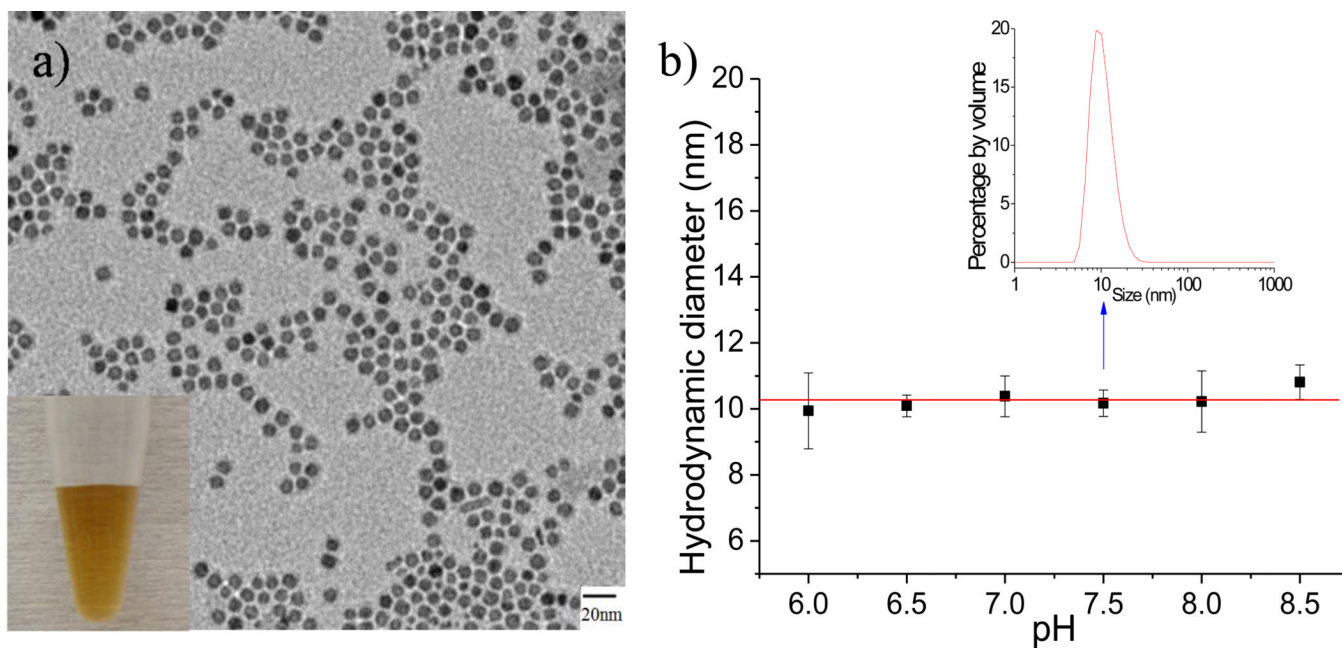 a)
20nm
b)
Hydrodynamic diameter (nm)
20
18
16
14
12
10
8
6
6.0 6.5 7.0 7.5 8.0 8.5
pH
Percentage by volume
20
15
10
5
0
1 10 100 1000
Size (nm)